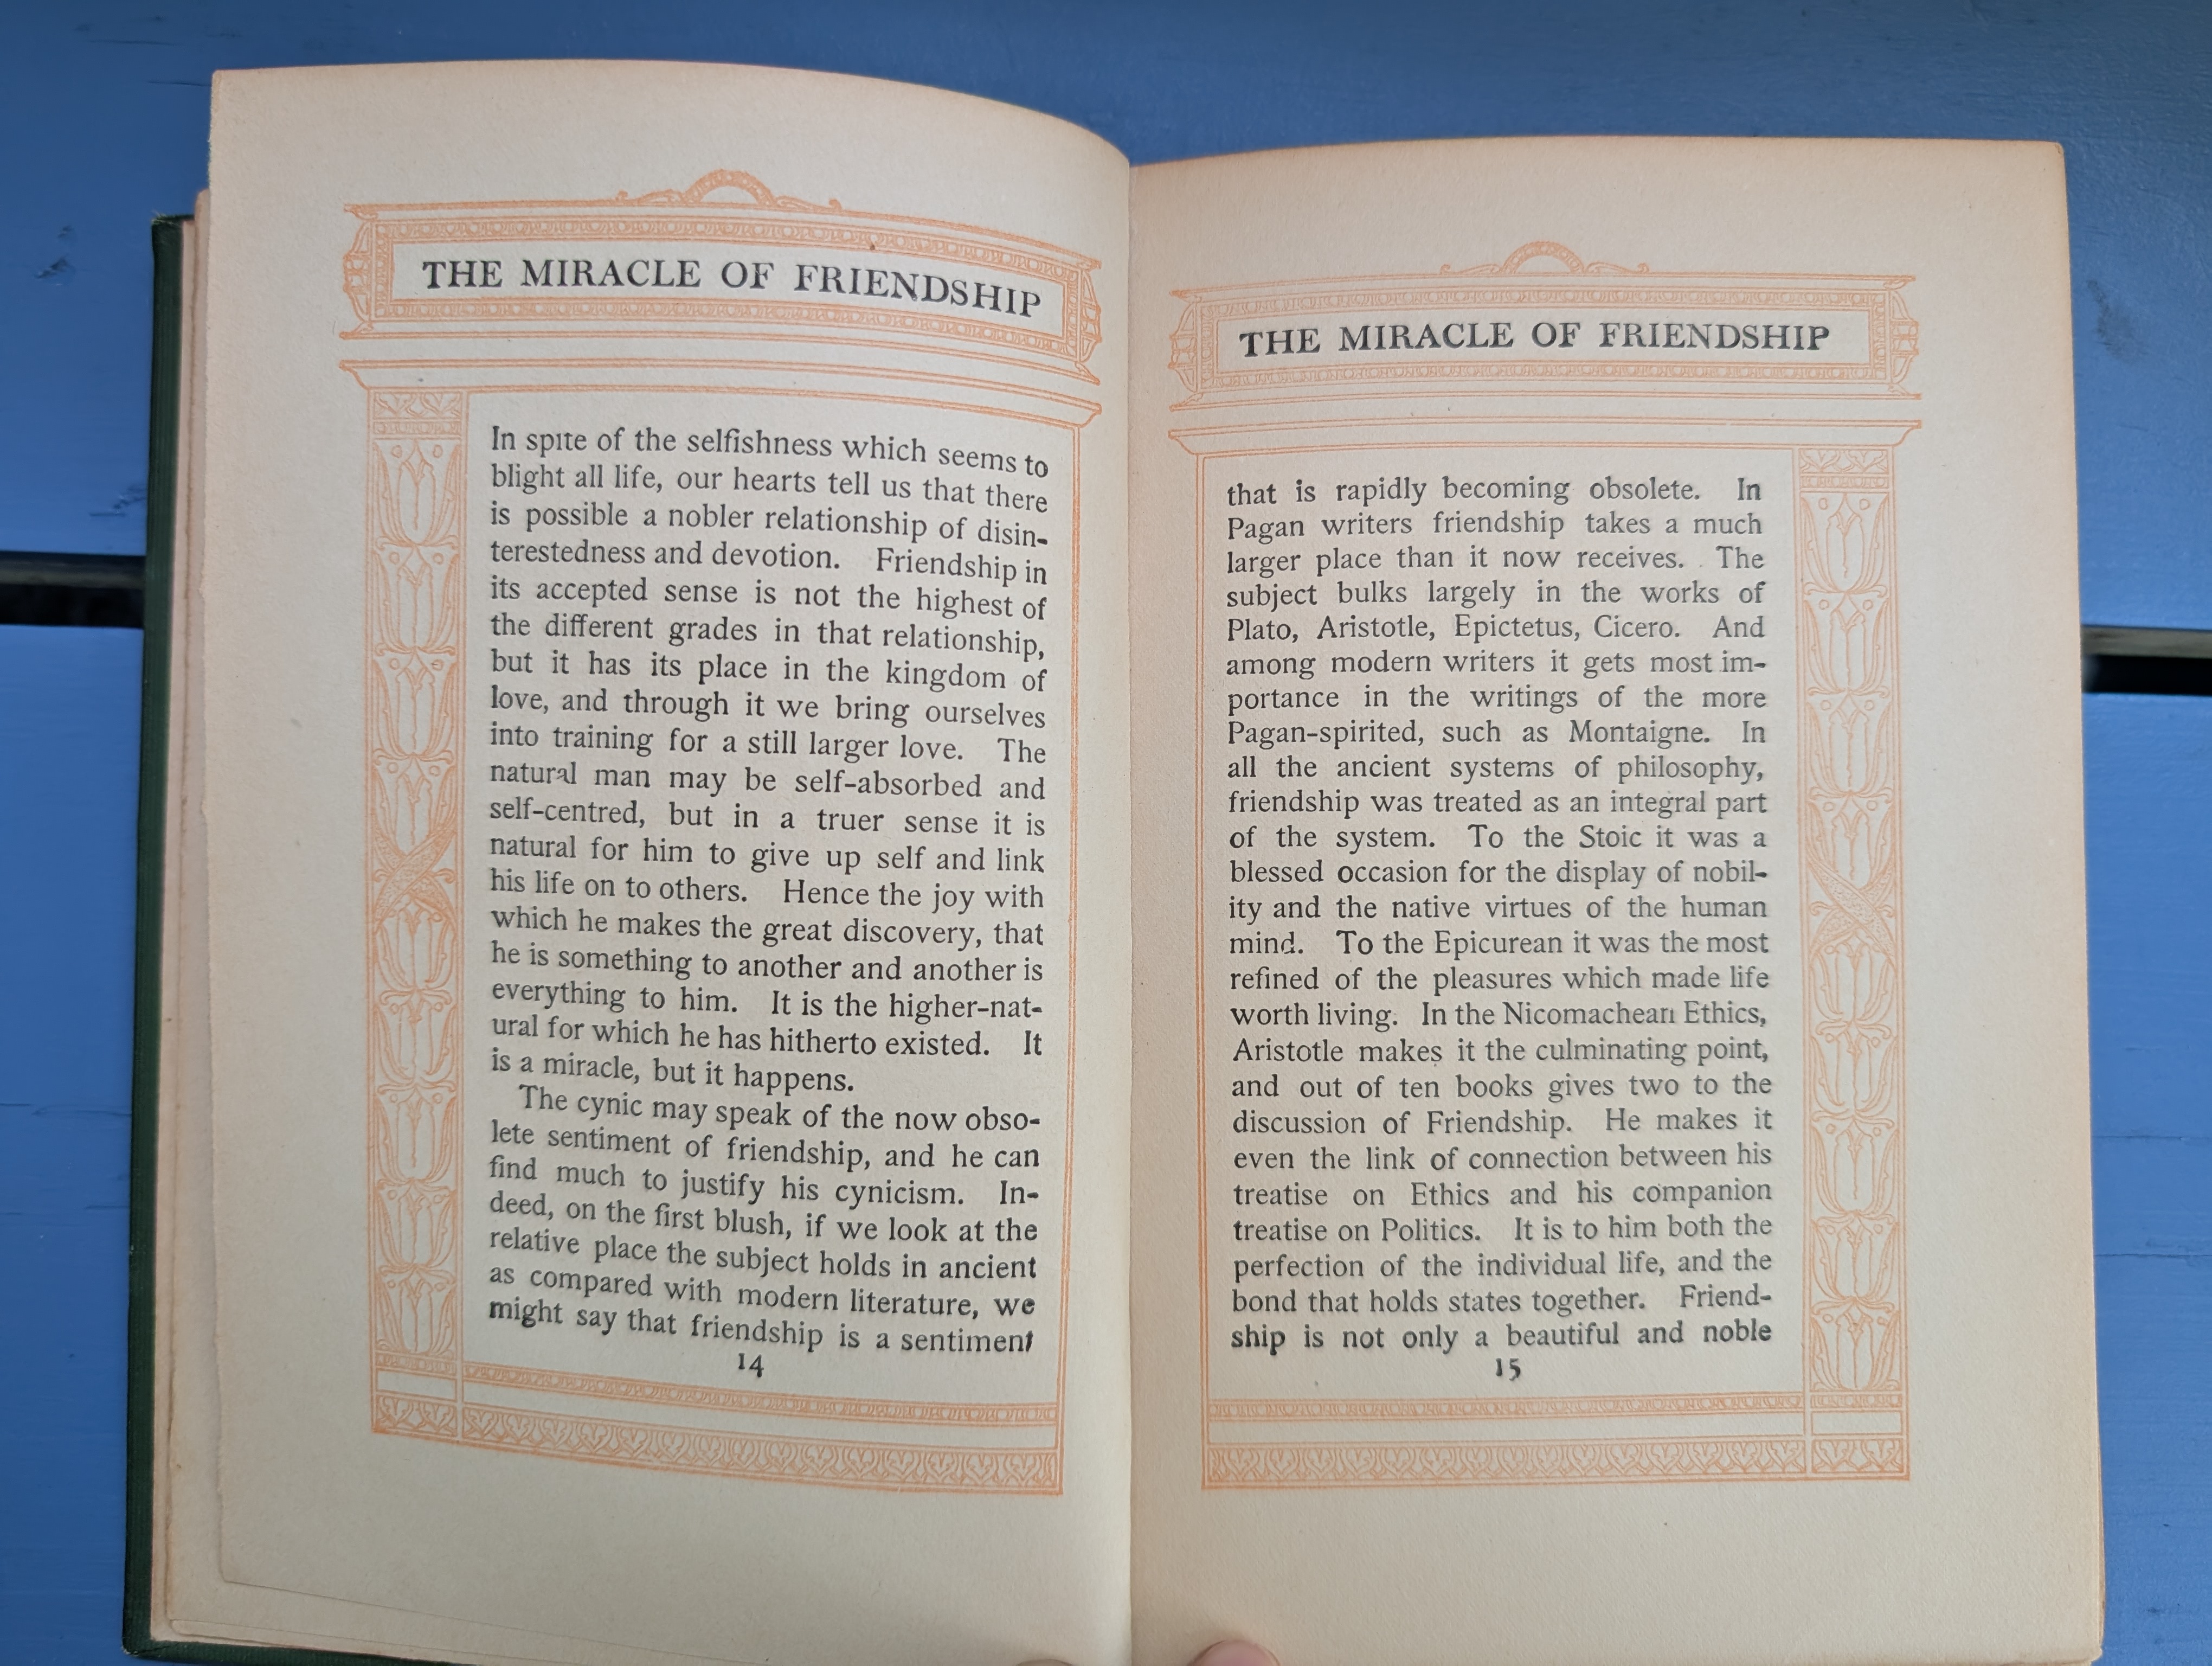 THE MIRACLE OF FRIENDSHIP
In spite of the selfishness which seems to
blight all life, our hearts tell us that there
is possible a nobler relationship of disin-
terestedness and devotion. Friendship in
its accepted sense is not the highest of
the different grades in that relationship,
but it has its place in the kingdom of
love, and through it we bring ourselves
into training for a still larger love. The
natural man may be self-absorbed and
self-centred, but in a truer sense it is
natural for him to give up self and link
his life on to others. Hence the joy with
which he makes the great discovery, that
he is something to another and another is
everything to him. It is the higher-nat-
ural for which he has hitherto existed. It
is a miracle, but it happens.
The cynic may speak of the now obso-
lete sentiment of friendship, and he can
find much to justify his cynicism. In-
deed, on the first blush, if we look at the
relative place the subject holds in ancient
as compared with modern literature, we
might say that friendship is a sentiment
14
THE MIRACLE OF FRIENDSHIP
that is rapidly becoming obsolete. In
Pagan writers friendship takes a much
larger place than it now receives. The
subject bulks largely in the works of
Plato, Aristotle, Epictetus, Cicero. And
among modern writers it gets most im-
portance in the writings of the more
Pagan-spirited, such as Montaigne. In
all the ancient systems of philosophy,
friendship was treated as an integral part
of the system. To the Stoic it was a
blessed occasion for the display of nobil-
ity and the native virtues of the human
mind. To the Epicurean it was the most
refined of the pleasures which made life
worth living. In the Nicomachean Ethics,
Aristotle makes it the culminating point,
and out of ten books gives two to the
discussion of Friendship. He makes it
even the link of connection between his
treatise on Ethics and his companion
treatise on Politics. It is to him both the
perfection of the individual life, and the
bond that holds states together. Friend-
ship is not only a beautiful and noble
15